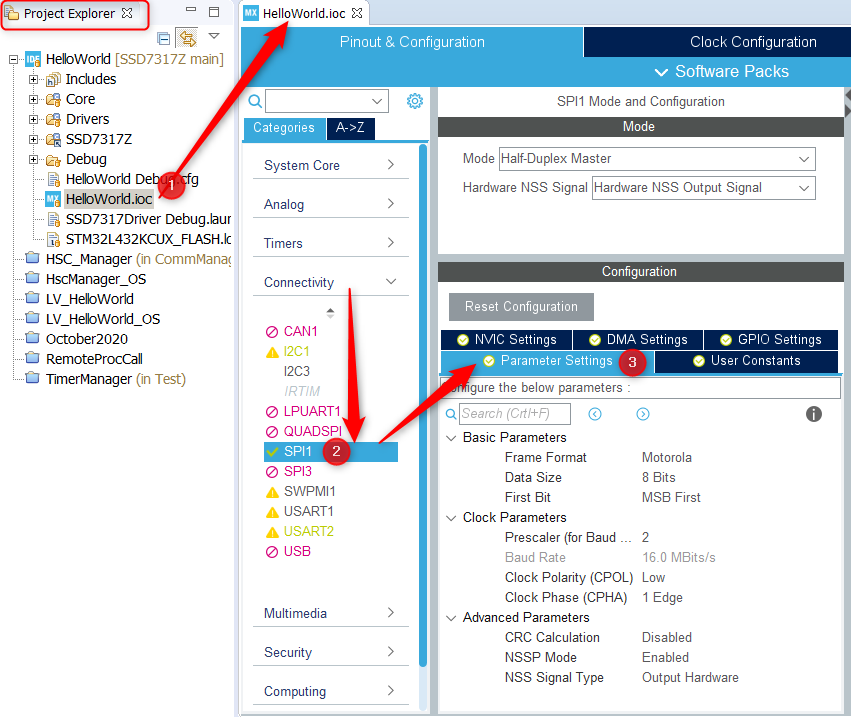 Project Explorer
HelloWorld [SSD7317Z main]
Includes
Core
Drivers
SSD7317Z
Debug
HelloWorld Debug.cfg
HelloWorld.ioc
SSD7317Driver Debug.laun
STM32L432KCUX_FLASH.lc
HSC_Manager (in CommManag
HscManager_OS
LV_HelloWorld
LV_HelloWorld_OS
October2020
RemoteProcCall
TimerManager (in Test)
1
MX HelloWorld.ioc
Pinout & Configuration
Clock Configuration
Software Packs
Categories
A->Z
System Core
Analog
Timers
Connectivity
CAN1
I2C1
I2C3
IRTIM
LPUART1
QUADSPI
SPI1
2
SPI3
SWPMI1
USART1
USART2
USB
Multimedia
Security
Computing
SPI1 Mode and Configuration
Mode
Mode Half-Duplex Master
Hardware NSS Signal Hardware NSS Output Signal
Configuration
Reset Configuration
NVIC Settings
DMA Settings
GPIO Settings
Parameter Settings
3
User Constants
onfigure the below parameters :
Search (Crtl+F)
Basic Parameters
Frame Format Motorola
Data Size 8 Bits
First Bit MSB First
Clock Parameters
Prescaler (for Baud ... 2
Baud Rate 16.0 MBits/s
Clock Polarity (CPOL) Low
Clock Phase (CPHA) 1 Edge
Advanced Parameters
CRC Calculation Disabled
NSSP Mode Enabled
NSS Signal Type Output Hardware